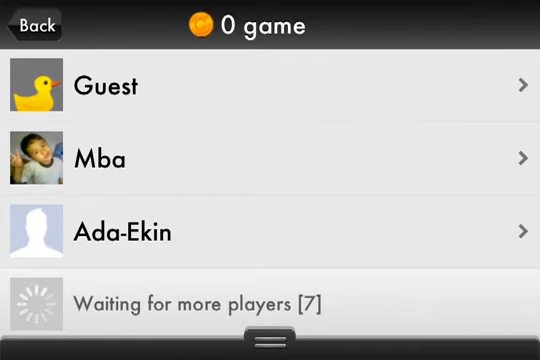 Back
0 game
Guest
Mba
Ada-Ekin
Waiting for more players [7]